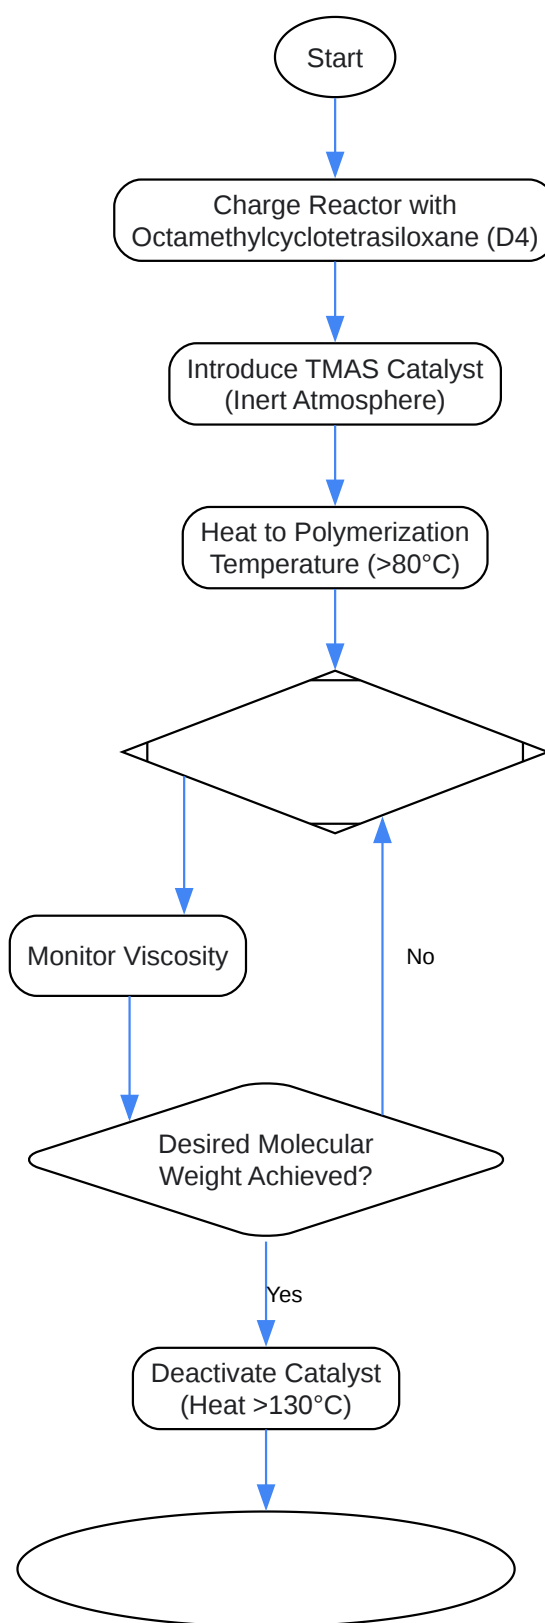 Start
Charge Reactor with
Octamethylcyclotetrasiloxane (D4)
Introduce TMAS Catalyst
(Inert Atmosphere)
Heat to Polymerization
Temperature (>80°C)
Monitor Viscosity
No
Desired Molecular
Weight Achieved?
Yes
Deactivate Catalyst
(Heat >130°C)